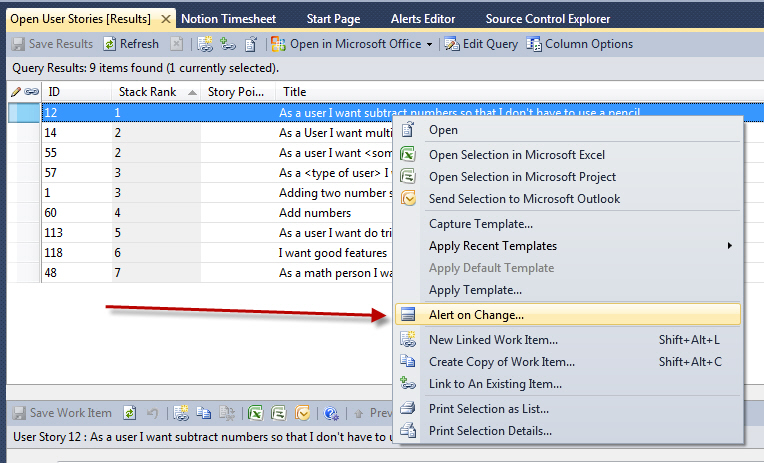 Open User Stories [Results] Notion Timesheet Start Page Alerts Editor Source Control Explorer
Save Results Refresh Open in Microsoft Office Edit Query Column Options
Query Results: 9 items found (1 currently selected).
ID Stack Rank Story Poi... Title
12 1 As a user I want subtract numbers so that I don't have to use a pencil
14 2 As a User I want multi
55 2 As a user I want <som
57 3 As a <type of user> I
1 3 Adding two number s
60 4 Add numbers
113 5 As a user I want do tri
118 6 I want good features
48 7 As a math person I wa
Open
Open Selection in Microsoft Excel
Open Selection in Microsoft Project
Send Selection to Microsoft Outlook
Capture Template...
Apply Recent Templates
Apply Default Template
Apply Template...
Alert on Change...
New Linked Work Item... Shift+Alt+L
Create Copy of Work Item... Shift+Alt+C
Link to An Existing Item...
Print Selection as List...
Print Selection Details...
Save Work Item Prev
User Story 12 : As a user I want subtract numbers so that I don't have to u